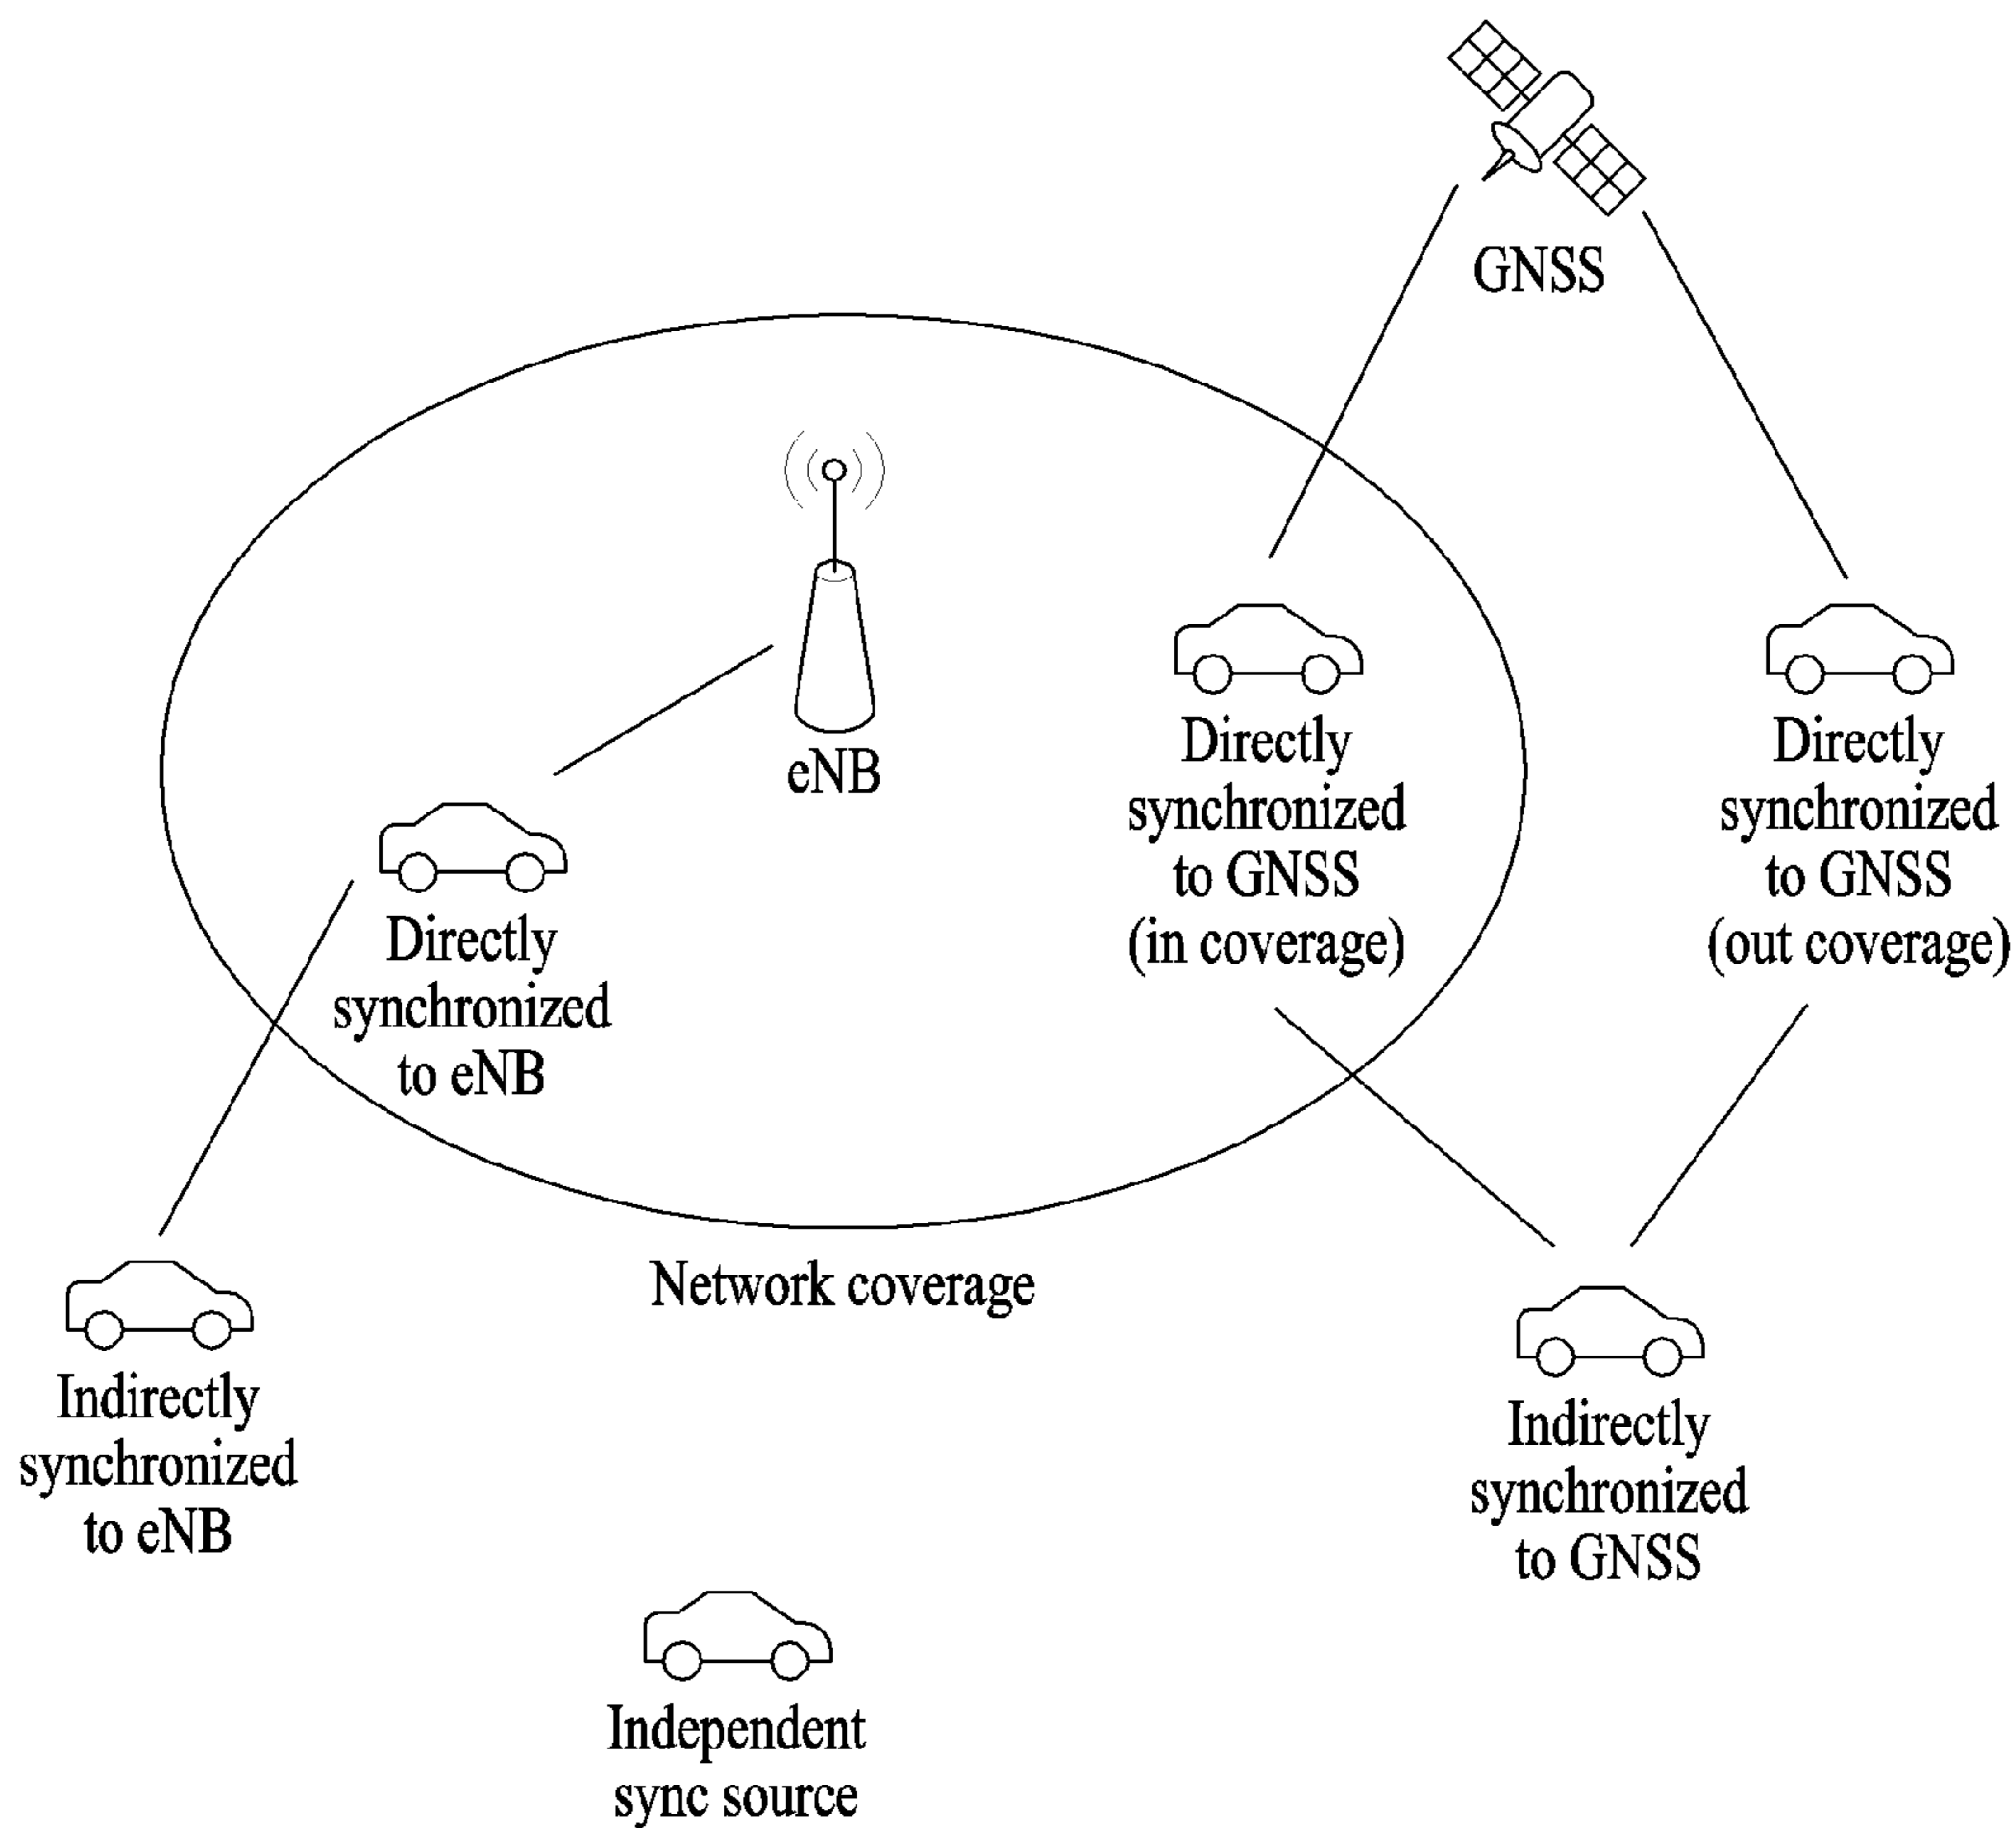 GNSS
eNB
Directly
synchronized
to GNSS
(in coverage)
Directly
synchronized
to GNSS
(out coverage)
Directly
synchronized
to eNB
Network coverage
Indirectly
synchronized
to eNB
Indirectly
synchronized
to GNSS
Independent
sync source